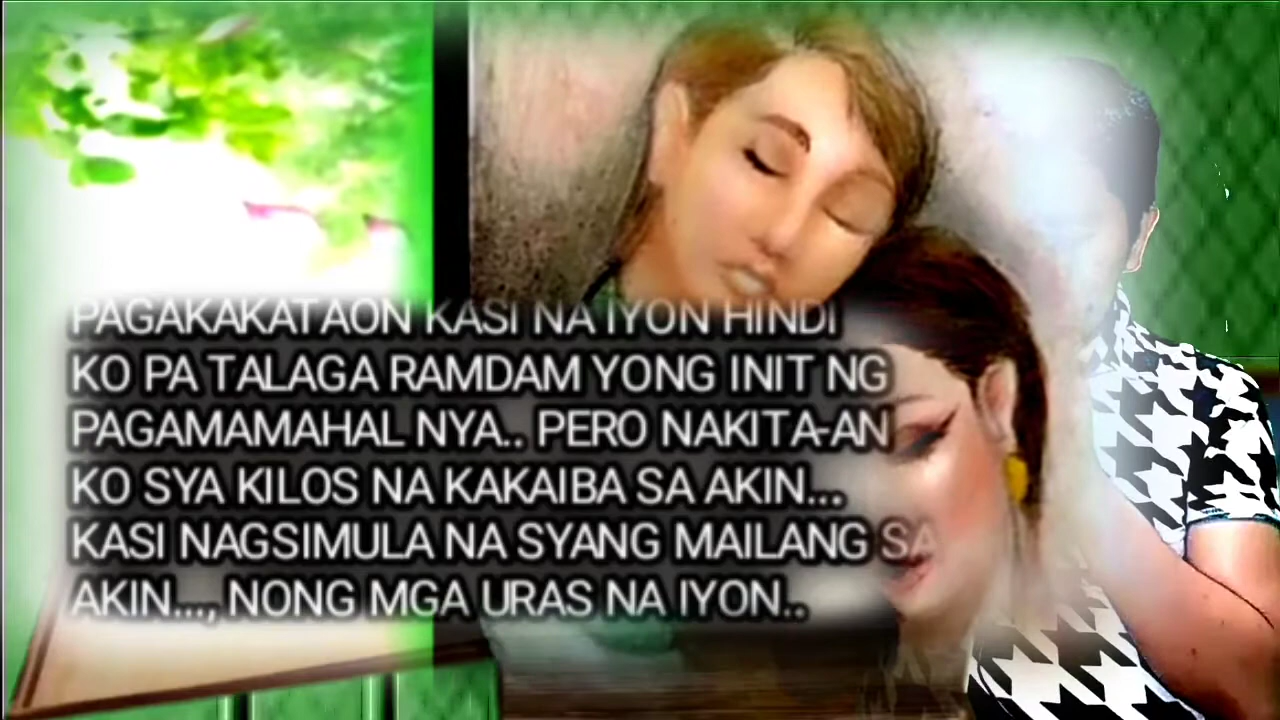 PAGAKAKATAON KASI NA IYON HINDI
KO PA TALAGA RAMDAM YONG INIT NG
PAGAMAMAHAL NYA.. PERO NAKITA-AN
KO SYA KILOS NA KAKAIBA SA AKIN...
KASI NAGSIMULA NA SYANG MAILANG SA
AKIN..., NONG MGA URAS NA IYON..